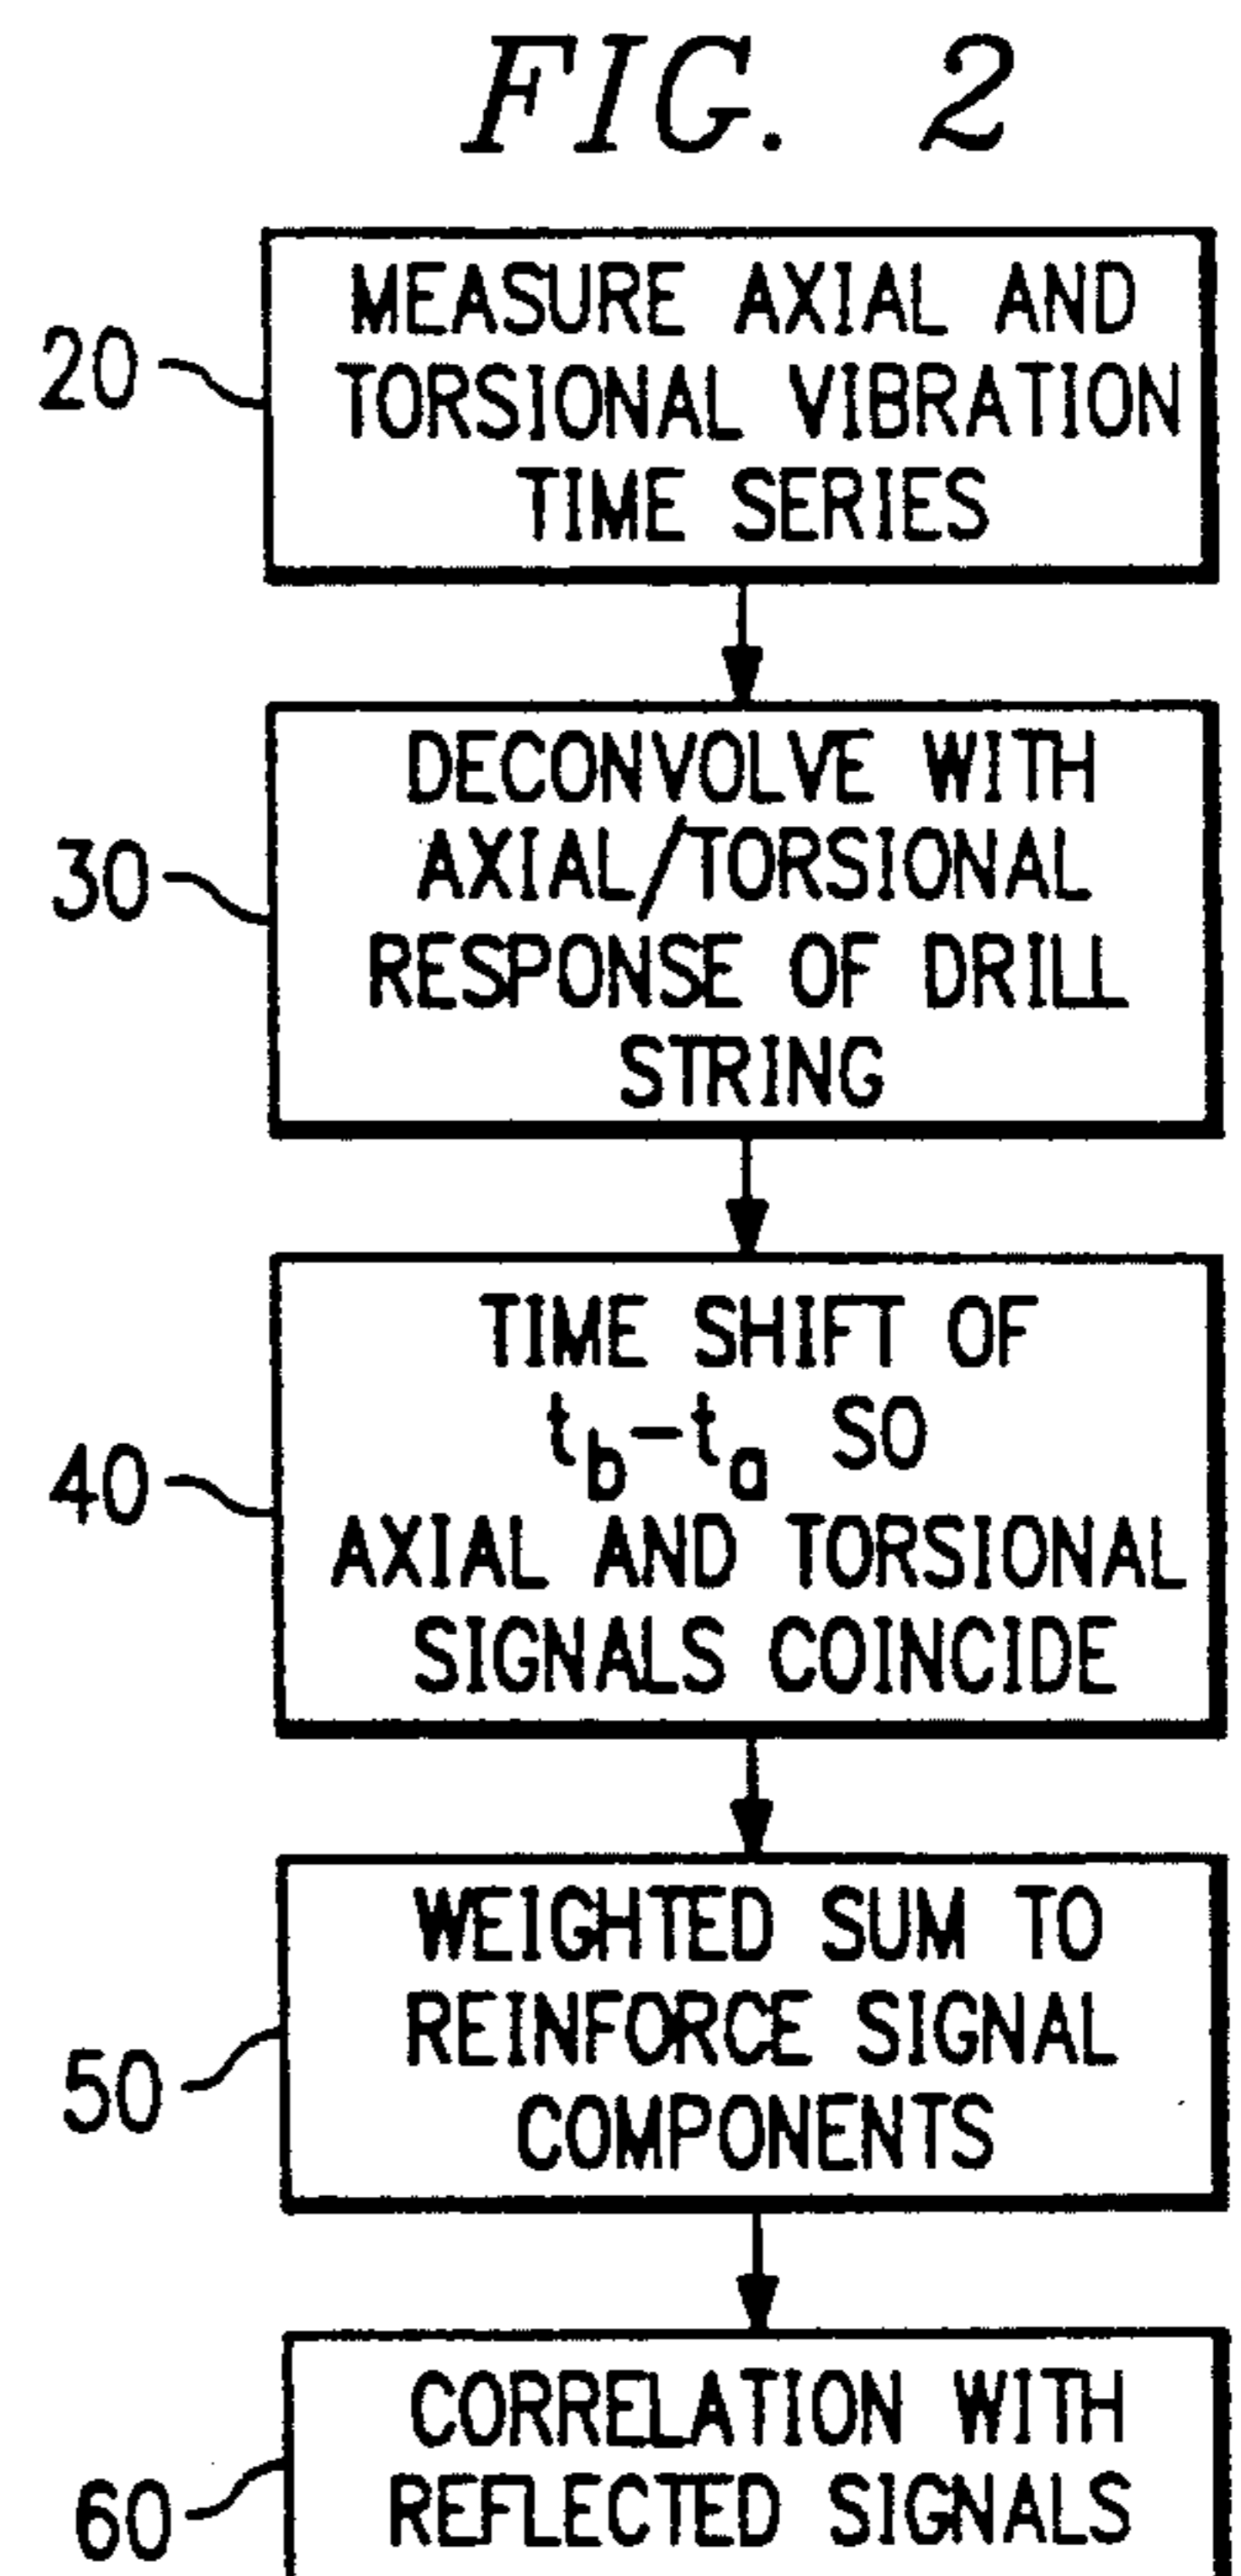 FIG. 2
20
MEASURE AXIAL AND
TORSIONAL VIBRATION
TIME SERIES
30
DECONVOLVE WITH
AXIAL/TORSIONAL
RESPONSE OF DRILL
STRING
40
TIME SHIFT OF
t_b-t_a SO
AXIAL AND TORSIONAL
SIGNALS COINCIDE
50
WEIGHTED SUM TO
REINFORCE SIGNAL
COMPONENTS
60
CORRELATION WITH
REFLECTED SIGNALS